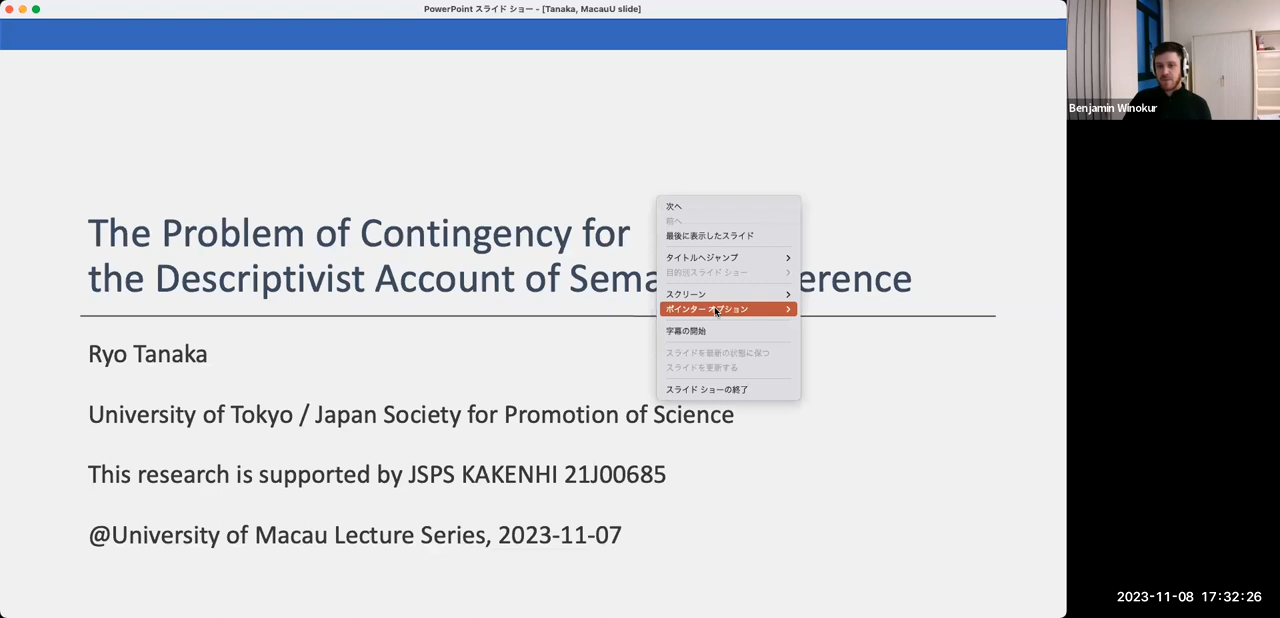 PowerPoint スライド ショー - [Tanaka, MacauU slide]
Benjamin Winokur
The Problem of Contingency for
the Descriptivist Account of Sema erence
次へ
前へ
最後に表示したスライド
タイトルへジャンプ
目的別スライド ショー
スクリーン
ポインター オプション
字幕の開始
スライドを最新の状態に保つ
スライドを更新する
スライド ショーの終了
Ryo Tanaka
University of Tokyo / Japan Society for Promotion of Science
This research is supported by JSPS KAKENHI 21J00685
@University of Macau Lecture Series, 2023-11-07
2023-11-08 17:32:26